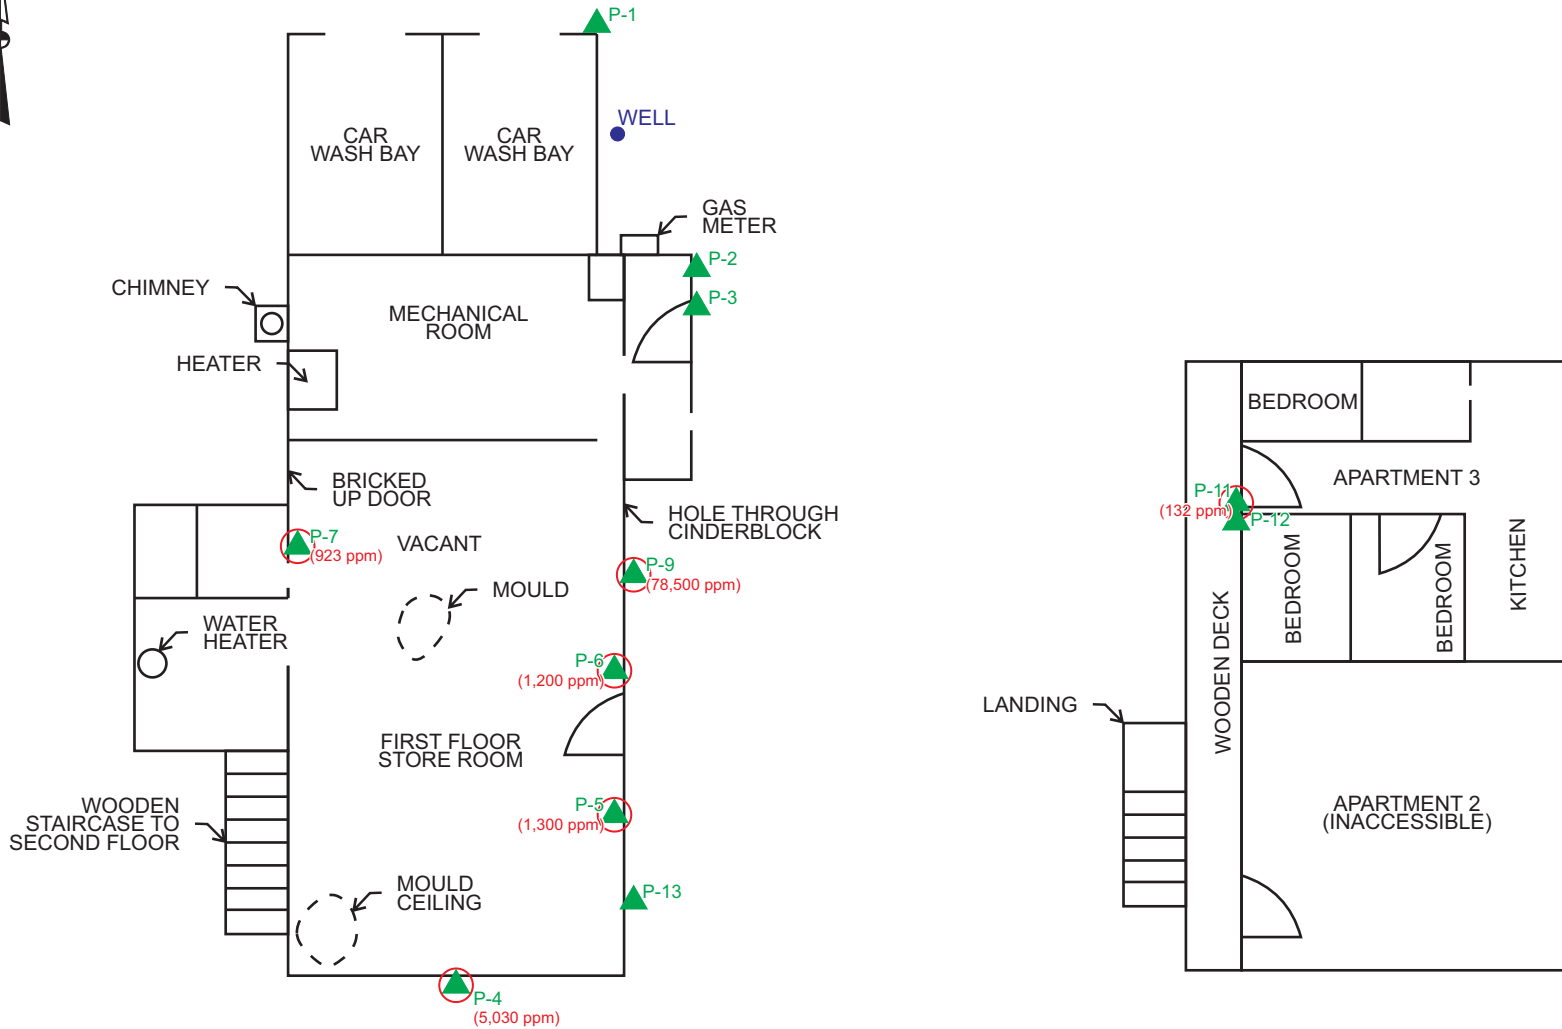 P-1
WELL
CAR
WASH BAY
CAR
WASH BAY
GAS
METER
P-2
P-3
CHIMNEY
MECHANICAL
ROOM
HEATER
BRICKED
UP DOOR
HOLE THROUGH
CINDERBLOCK
P-7
(923 ppm)
VACANT
P-9
(78,500 ppm)
MOULD
WATER
HEATER
P-6
(1,200 ppm)
FIRST FLOOR
STORE ROOM
WOODEN
STAIRCASE TO
SECOND FLOOR
P-5
(1,300 ppm)
MOULD
CEILING
P-13
P-4
(5,030 ppm)
BEDROOM
APARTMENT 3
P-11
(132 ppm)
P-12
BEDROOM
BEDROOM
KITCHEN
WOODEN DECK
LANDING
APARTMENT 2
(INACCESSIBLE)